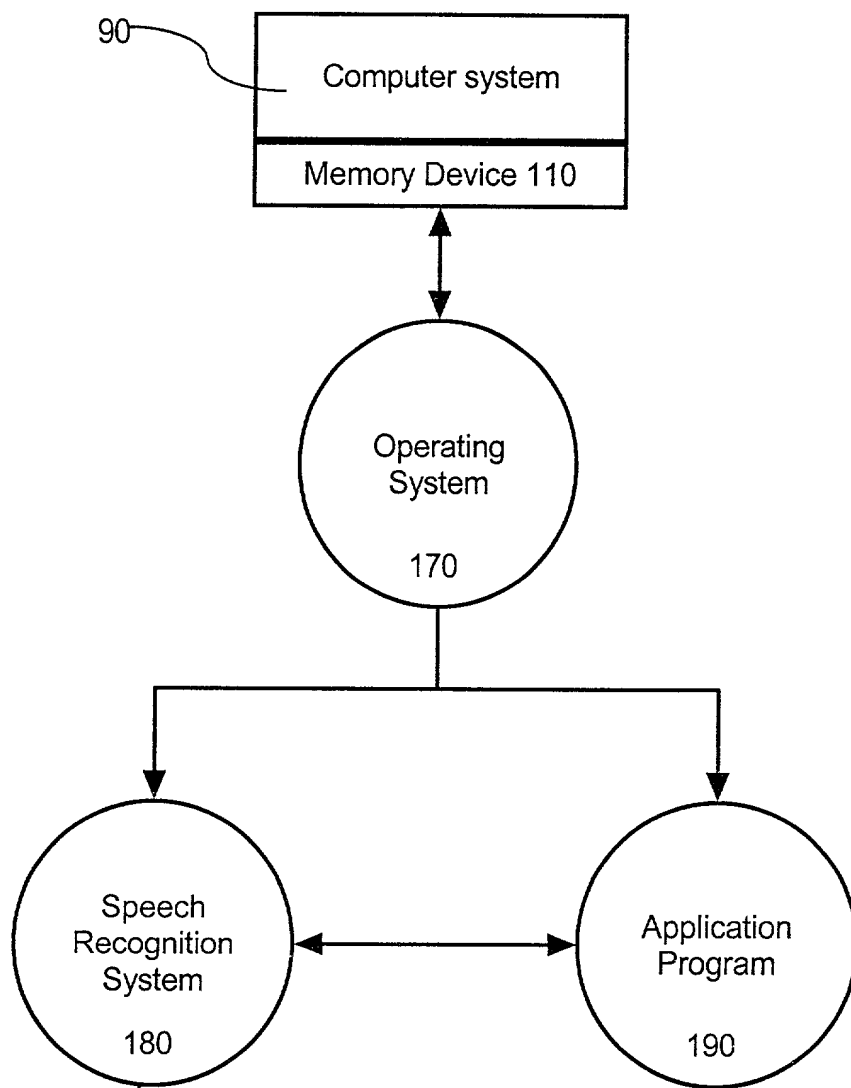 90
Computer system
Memory Device 110
Operating
System
170
Speech
Recognition
System
180
Application
Program
190